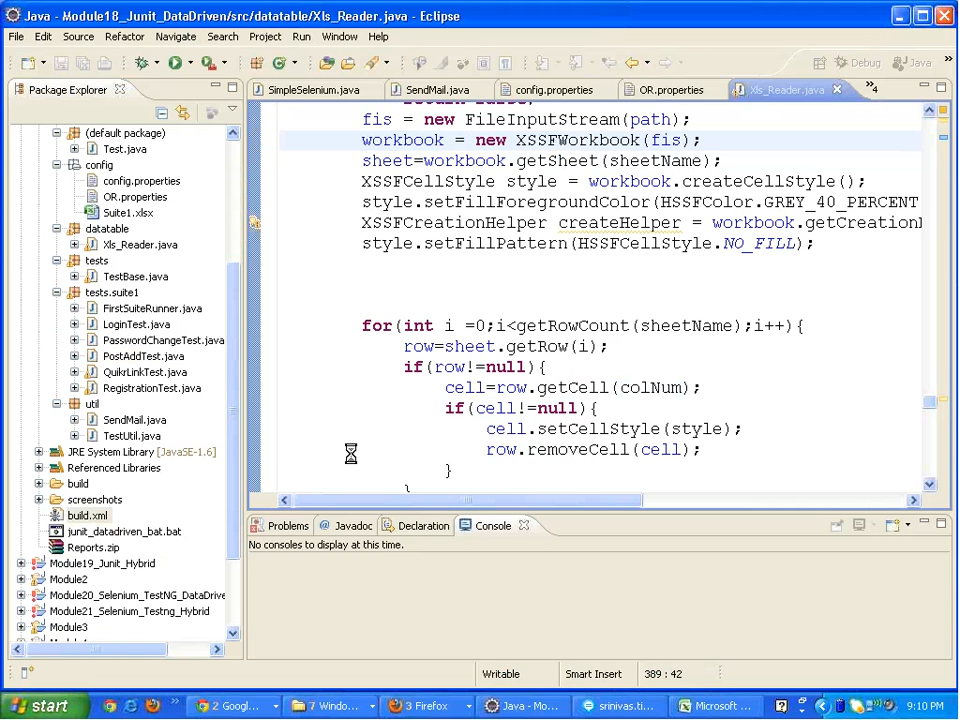 Java - Module18_Junit_DataDriven/src/datatable/Xls_Reader.java - Eclipse
File Edit Source Refactor Navigate Search Project Run Window Help
Debug Java »
Package Explorer
SimpleSelenium.java SendMail.java config.properties OR.properties Xls_Reader.java »4
(default package)
Test.java
config
config.properties
OR.properties
Suite1.xlsx
datatable
Xls_Reader.java
tests
TestBase.java
tests.suite1
FirstSuiteRunner.java
LoginTest.java
PasswordChangeTest.java
PostAddTest.java
QuikrLinkTest.java
RegistrationTest.java
util
SendMail.java
TestUtil.java
JRE System Library [JavaSE-1.6]
Referenced Libraries
build
screenshots
build.xml
junit_datadriven_bat.bat
Reports.zip
Module19_Junit_Hybrid
Module2
Module20_Selenium_TestNG_DataDrive
Module21_Selenium_Testng_Hybrid
Module3
fis = new FileInputStream(path);
workbook = new XSSFWorkbook(fis);
sheet=workbook.getSheet(sheetName);
XSSFCellStyle style = workbook.createCellStyle();
style.setFillForegroundColor(HSSFColor.GREY_40_PERCENT
XSSFCreationHelper createHelper = workbook.getCreation
style.setFillPattern(HSSFCellStyle.NO_FILL);
for(int i =0;i<getRowCount(sheetName);i++){
row=sheet.getRow(i);
if(row!=null){
cell=row.getCell(colNum);
if(cell!=null){
cell.setCellStyle(style);
row.removeCell(cell);
}
}
Problems Javadoc Declaration Console
No consoles to display at this time.
Writable Smart Insert 389 : 42
start » 2 Googl... 7 Windo... 3 Firefox Java - Mo... srinivas.ti... Microsoft ... 9:10 PM